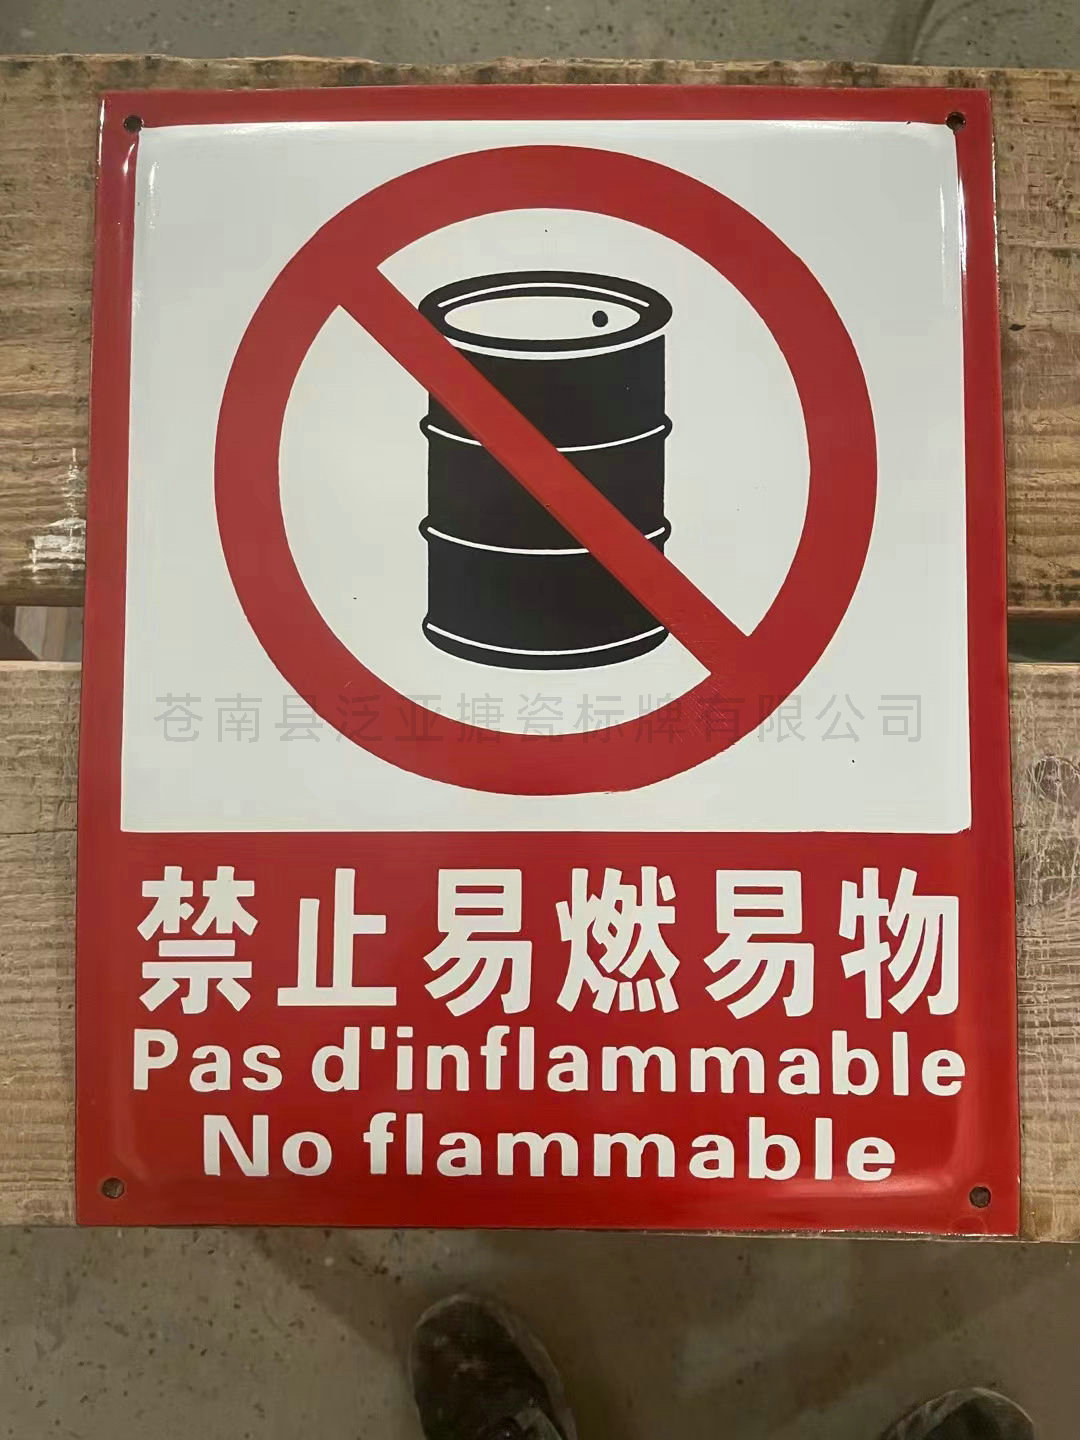 苍南县泛亚搪瓷标牌有限公司
禁止易燃易物
Pas d'inflammable
No flammable